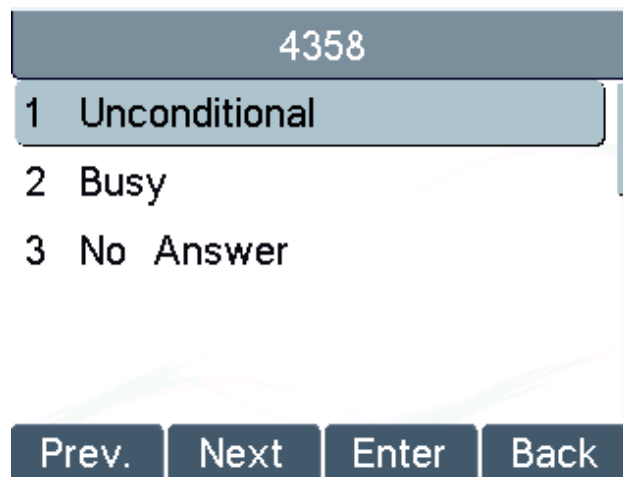 4358
1 Unconditional
2 Busy
3 No Answer
Prev. Next Enter Back